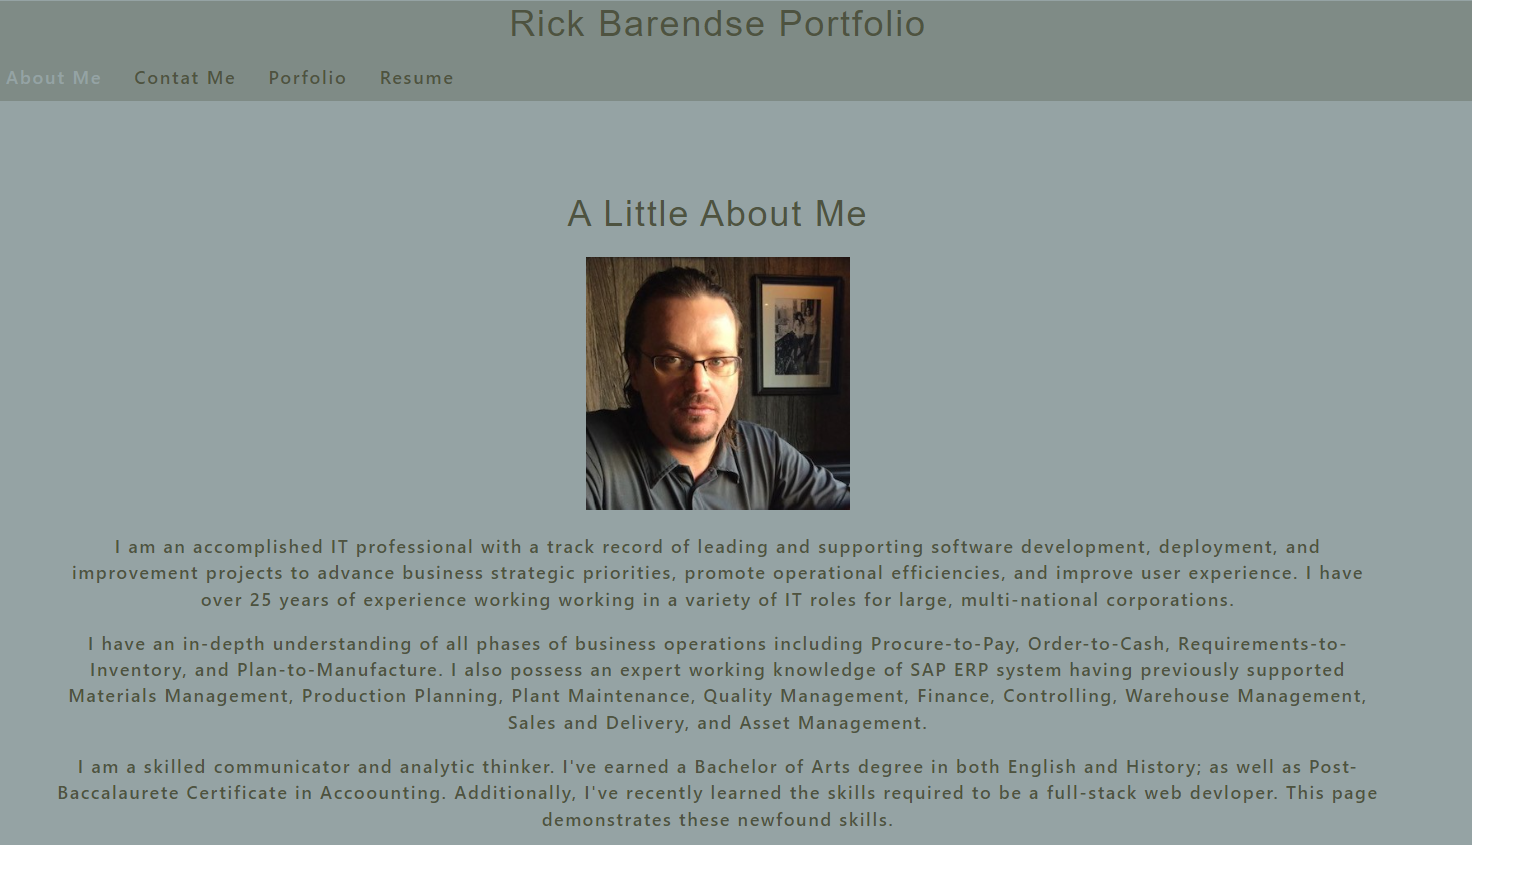 Rick Barendse Portfolio
About Me Contat Me Porfolio Resume
A Little About Me
I am an accomplished IT professional with a track record of leading and supporting software development, deployment, and
improvement projects to advance business strategic priorities, promote operational efficiencies, and improve user experience. I have
over 25 years of experience working working in a variety of IT roles for large, multi-national corporations.
I have an in-depth understanding of all phases of business operations including Procure-to-Pay, Order-to-Cash, Requirements-to-
Inventory, and Plan-to-Manufacture. I also possess an expert working knowledge of SAP ERP system having previously supported
Materials Management, Production Planning, Plant Maintenance, Quality Management, Finance, Controlling, Warehouse Management,
Sales and Delivery, and Asset Management.
I am a skilled communicator and analytic thinker. I've earned a Bachelor of Arts degree in both English and History; as well as Post-
Baccalaurete Certificate in Accoounting. Additionally, I've recently learned the skills required to be a full-stack web devloper. This page
demonstrates these newfound skills.